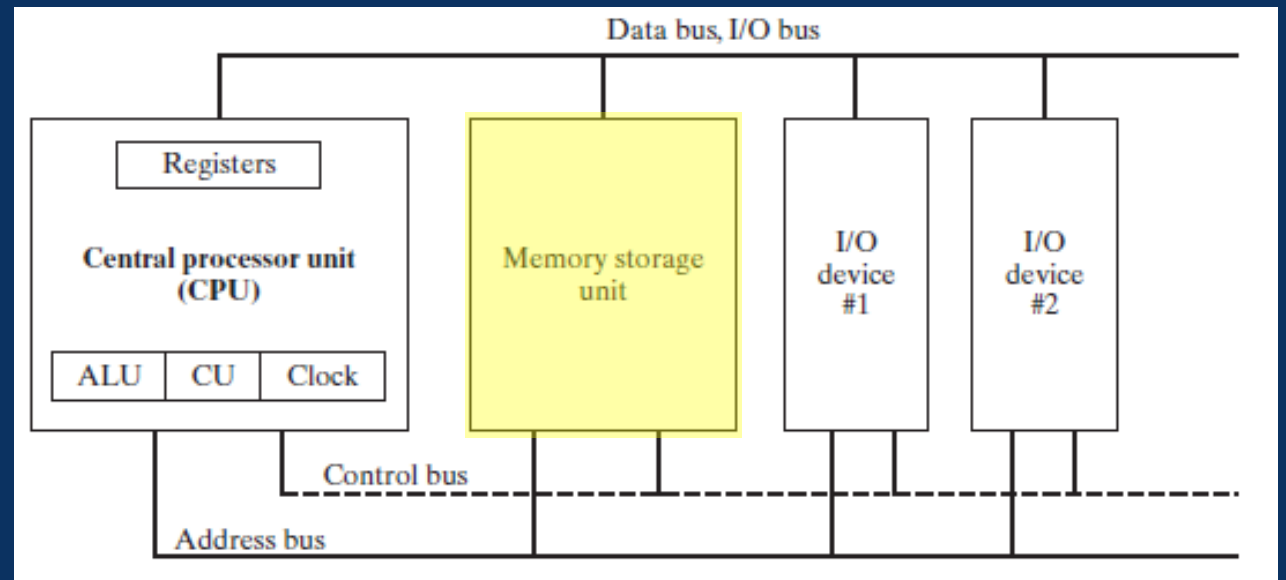 Data bus, I/O bus
Registers
Central processor unit
(CPU)
ALU CU Clock
Memory storage
unit
I/O
device
#1
I/O
device
#2
Control bus
Address bus